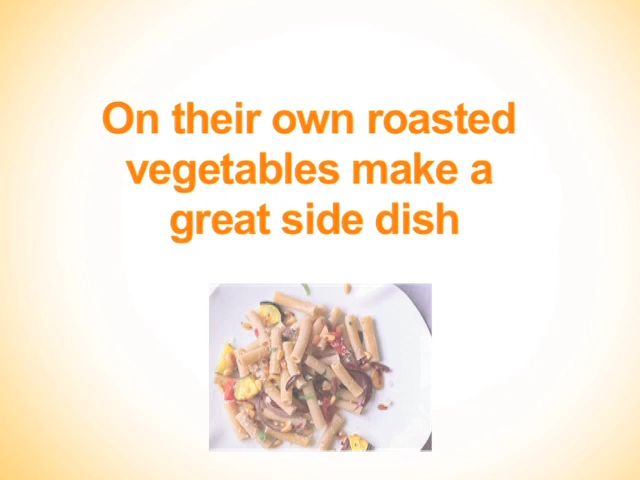 On their own roasted
vegetables make a
great side dish